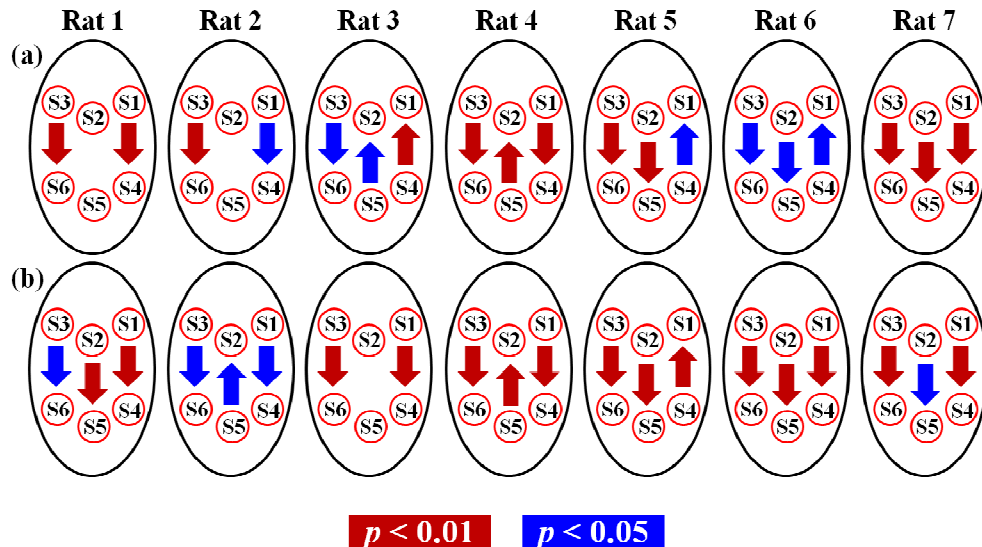 Rat 1 Rat 2 Rat 3 Rat 4 Rat 5 Rat 6 Rat 7
(a)
S3 S2 S1 S3 S2 S1 S3 S2 S1 S3 S2 S1 S3 S2 S1 S3 S2 S1 S3 S2 S1
S6 S5 S4 S6 S5 S4 S6 S5 S4 S6 S5 S4 S6 S5 S4 S6 S5 S4 S6 S5 S4
(b)
S3 S2 S1 S3 S2 S1 S3 S2 S1 S3 S2 S1 S3 S2 S1 S3 S2 S1 S3 S2 S1
S6 S5 S4 S6 S5 S4 S6 S5 S4 S6 S5 S4 S6 S5 S4 S6 S5 S4 S6 S5 S4
p < 0.01 p < 0.05